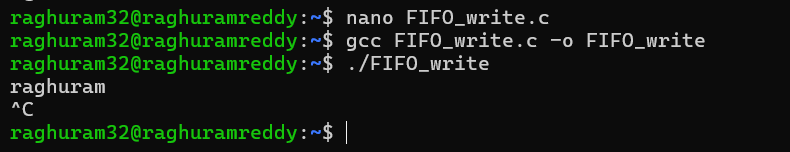 raghuram32@raghuramreddy:~$ nano FIFO_write.c
raghuram32@raghuramreddy:~$ gcc FIFO_write.c -o FIFO_write
raghuram32@raghuramreddy:~$ ./FIFO_write
raghuram
^C
raghuram32@raghuramreddy:~$